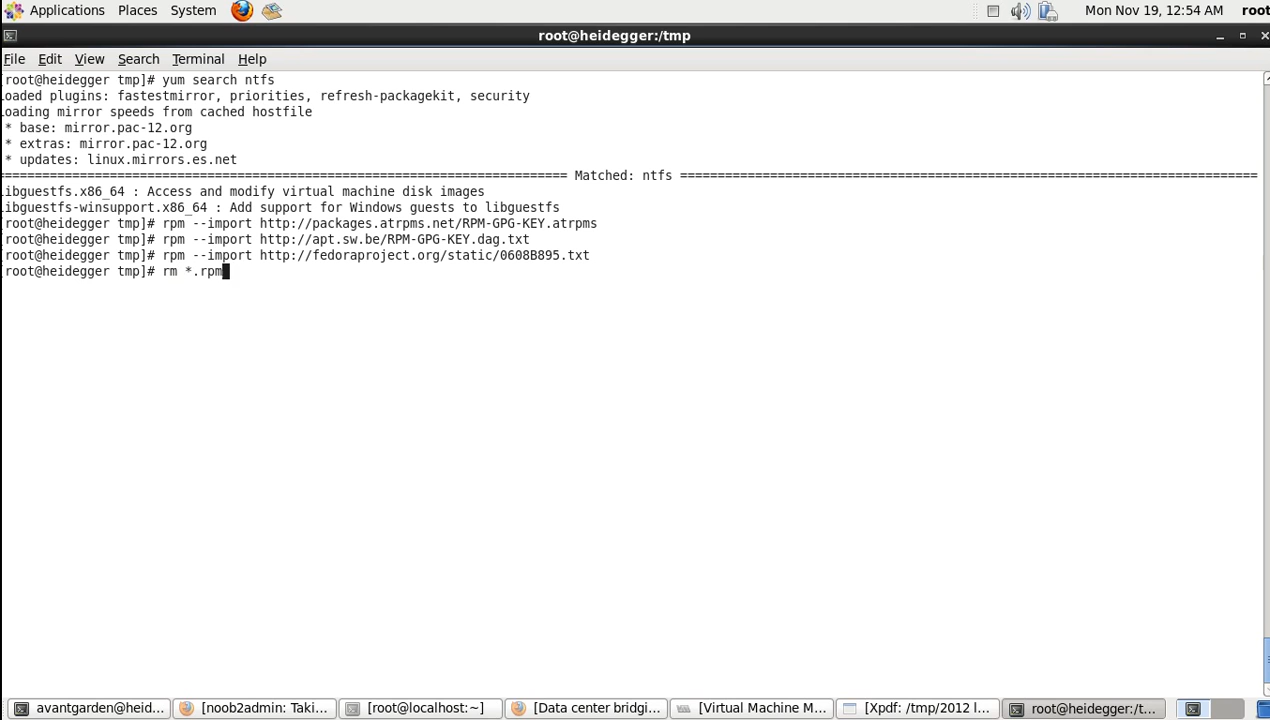 Applications Places System Mon Nov 19, 12:54 AM root
root@heidegger:/tmp
File Edit View Search Terminal Help
[root@heidegger tmp]# yum search ntfs
Loaded plugins: fastestmirror, priorities, refresh-packagekit, security
Loading mirror speeds from cached hostfile
* base: mirror.pac-12.org
* extras: mirror.pac-12.org
* updates: linux.mirrors.es.net
=========================================================================== Matched: ntfs =============================================================================
libguestfs.x86_64 : Access and modify virtual machine disk images
libguestfs-winsupport.x86_64 : Add support for Windows guests to libguestfs
[root@heidegger tmp]# rpm --import http://packages.atrpms.net/RPM-GPG-KEY.atrpms
[root@heidegger tmp]# rpm --import http://apt.sw.be/RPM-GPG-KEY.dag.txt
[root@heidegger tmp]# rpm --import http://fedoraproject.org/static/0608B895.txt
[root@heidegger tmp]# rm *.rpm
avantgarden@heid... [noob2admin: Taki... [root@localhost:~] [Data center bridgi... [Virtual Machine M... [Xpdf: /tmp/2012 l... root@heidegger:/t...